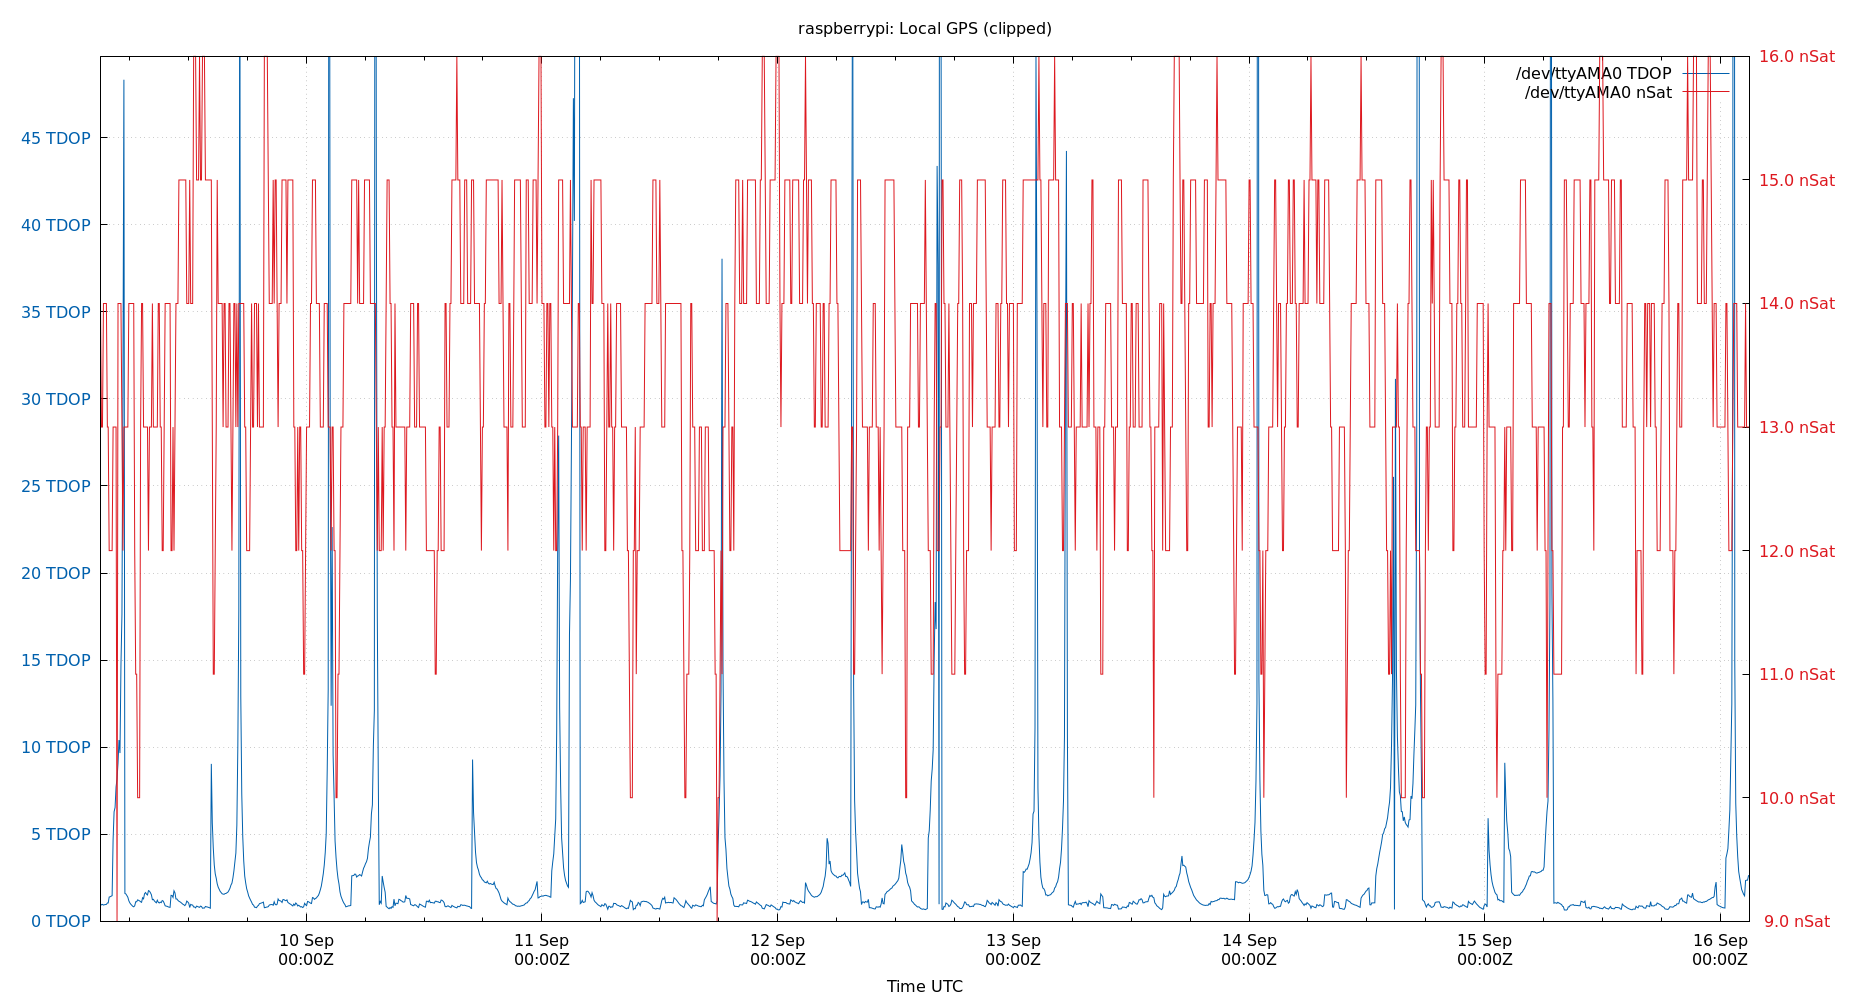 raspberrypi: Local GPS (clipped)
/dev/ttyAMA0 TDOP
/dev/ttyAMA0 nSat
45 TDOP
40 TDOP
35 TDOP
30 TDOP
25 TDOP
20 TDOP
15 TDOP
10 TDOP
5 TDOP
0 TDOP
16.0 nSat
15.0 nSat
14.0 nSat
13.0 nSat
12.0 nSat
11.0 nSat
10.0 nSat
9.0 nSat
10 Sep
00:00Z
11 Sep
00:00Z
12 Sep
00:00Z
13 Sep
00:00Z
14 Sep
00:00Z
15 Sep
00:00Z
16 Sep
00:00Z
Time UTC